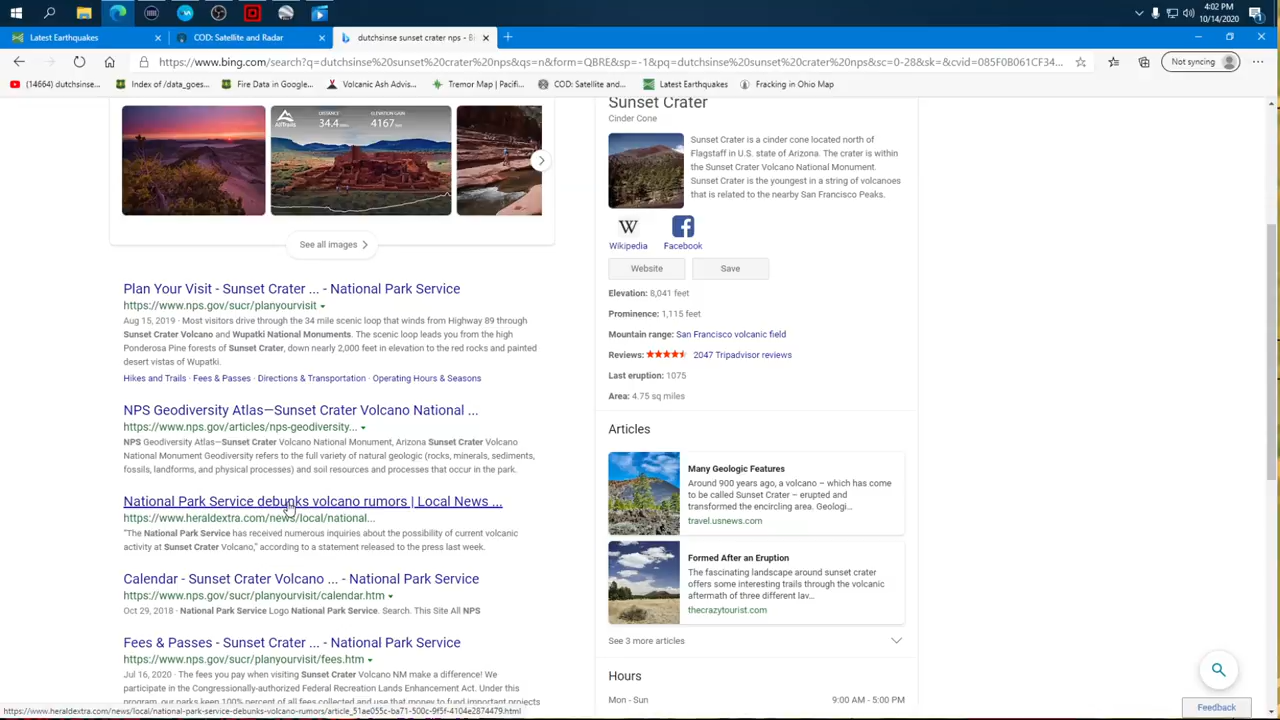 4:02 PM
10/14/2020
Latest Earthquakes
COD: Satellite and Radar
dutchsinse sunset crater nps - Bi
https://www.bing.com/search?q=dutchsinse%20sunset%20crater%20nps&qs=n&form=QBRE&sp=-1&pq=dutchsinse%20sunset%20crater%20nps&sc=0-28&sk=&cvid=085F0B061CF34...
Not syncing
(14664) dutchsinse...
Index of /data_goes...
Fire Data in Google...
Volcanic Ash Advis...
Tremor Map | Pacifi...
COD: Satellite and...
Latest Earthquakes
Fracking in Ohio Map
AllTrails
DISTANCE
34.4 mi
ELEVATION GAIN
4167
See all images
Plan Your Visit - Sunset Crater ... - National Park Service
https://www.nps.gov/sucr/planyourvisit
Aug 15, 2019 · Most visitors drive through the 34 mile scenic loop that winds from Highway 89 through
Sunset Crater Volcano and Wupatki National Monuments. The scenic loop leads you from the high
Ponderosa Pine forests of Sunset Crater, down nearly 2,000 feet in elevation to the red rocks and painted
desert vistas of Wupatki.
Hikes and Trails · Fees & Passes · Directions & Transportation · Operating Hours & Seasons
NPS Geodiversity Atlas—Sunset Crater Volcano National ...
https://www.nps.gov/articles/nps-geodiversity...
NPS Geodiversity Atlas—Sunset Crater Volcano National Monument, Arizona Sunset Crater Volcano
National Monument Geodiversity refers to the full variety of natural geologic (rocks, minerals, sediments,
fossils, landforms, and physical processes) and soil resources and processes that occur in the park.
National Park Service debunks volcano rumors | Local News ...
https://www.heraldextra.com/news/local/national...
"The National Park Service has received numerous inquiries about the possibility of current volcanic
activity at Sunset Crater Volcano," according to a statement released to the press last week.
Calendar - Sunset Crater Volcano ... - National Park Service
https://www.nps.gov/sucr/planyourvisit/calendar.htm
Oct 29, 2018 · National Park Service Logo National Park Service. Search. This Site All NPS
Fees & Passes - Sunset Crater ... - National Park Service
https://www.nps.gov/sucr/planyourvisit/fees.htm
Jul 16, 2020 · The fees you pay when visiting Sunset Crater Volcano NM make a difference! We
participate in the Congressionally-authorized Federal Recreation Lands Enhancement Act. Under this
program, our parks keep 100% percent of all fees collected and use that money to fund important projects
https://www.heraldextra.com/news/local/national-park-service-debunks-volcano-rumors/article_51ae055c-ba71-500c-9f5f-4104e2874479.html
Sunset Crater
Cinder Cone
Sunset Crater is a cinder cone located north of
Flagstaff in U.S. state of Arizona. The crater is within
the Sunset Crater Volcano National Monument.
Sunset Crater is the youngest in a string of volcanoes
that is related to the nearby San Francisco Peaks.
W
Wikipedia
Facebook
Website
Save
Elevation: 8,041 feet
Prominence: 1,115 feet
Mountain range: San Francisco volcanic field
Reviews: 2047 Tripadvisor reviews
Last eruption: 1075
Area: 4.75 sq miles
Articles
Many Geologic Features
Around 900 years ago, a volcano – which has come
to be called Sunset Crater – erupted and
transformed the encircling area. Geologi...
travel.usnews.com
Formed After an Eruption
The fascinating landscape around sunset crater
offers some interesting trails through the volcanic
aftermath of three different lav...
thecrazytourist.com
See 3 more articles
Hours
Mon - Sun
9:00 AM - 5:00 PM
Feedback